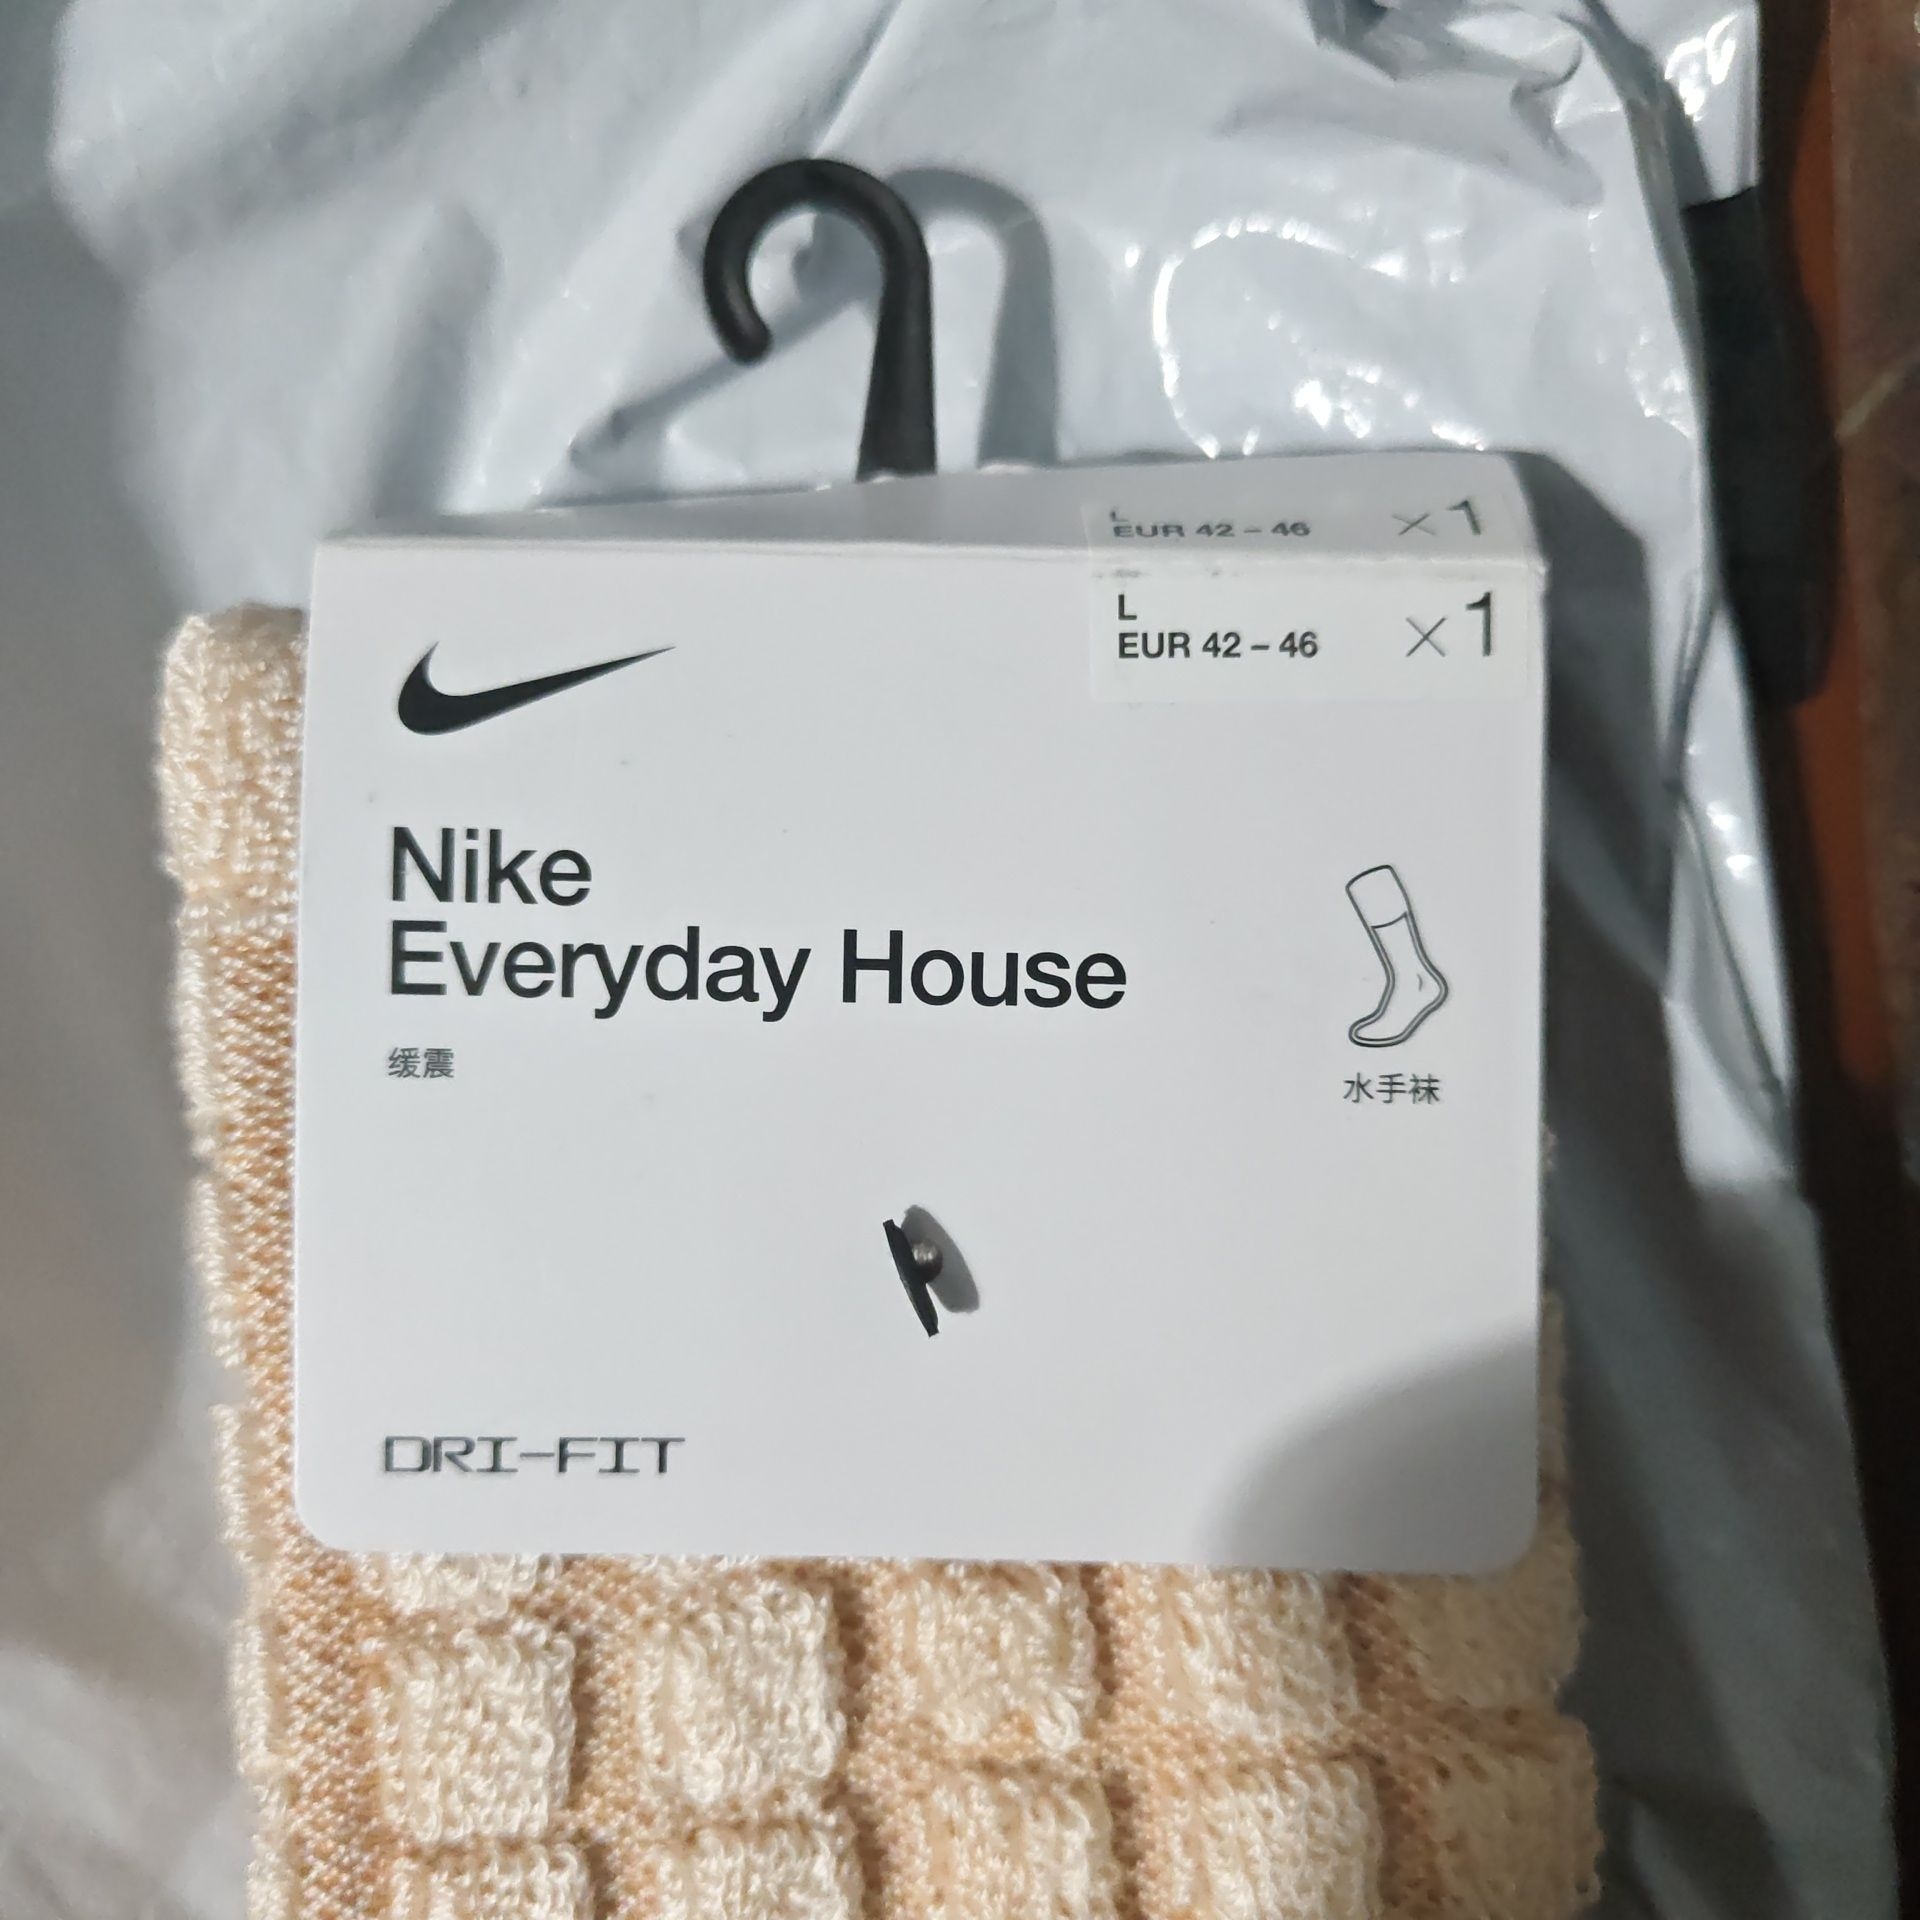 L
EUR 42 – 46 ×1
L
EUR 42 – 46 ×1
Nike
Everyday House
缓震
水手袜
DRI-FIT